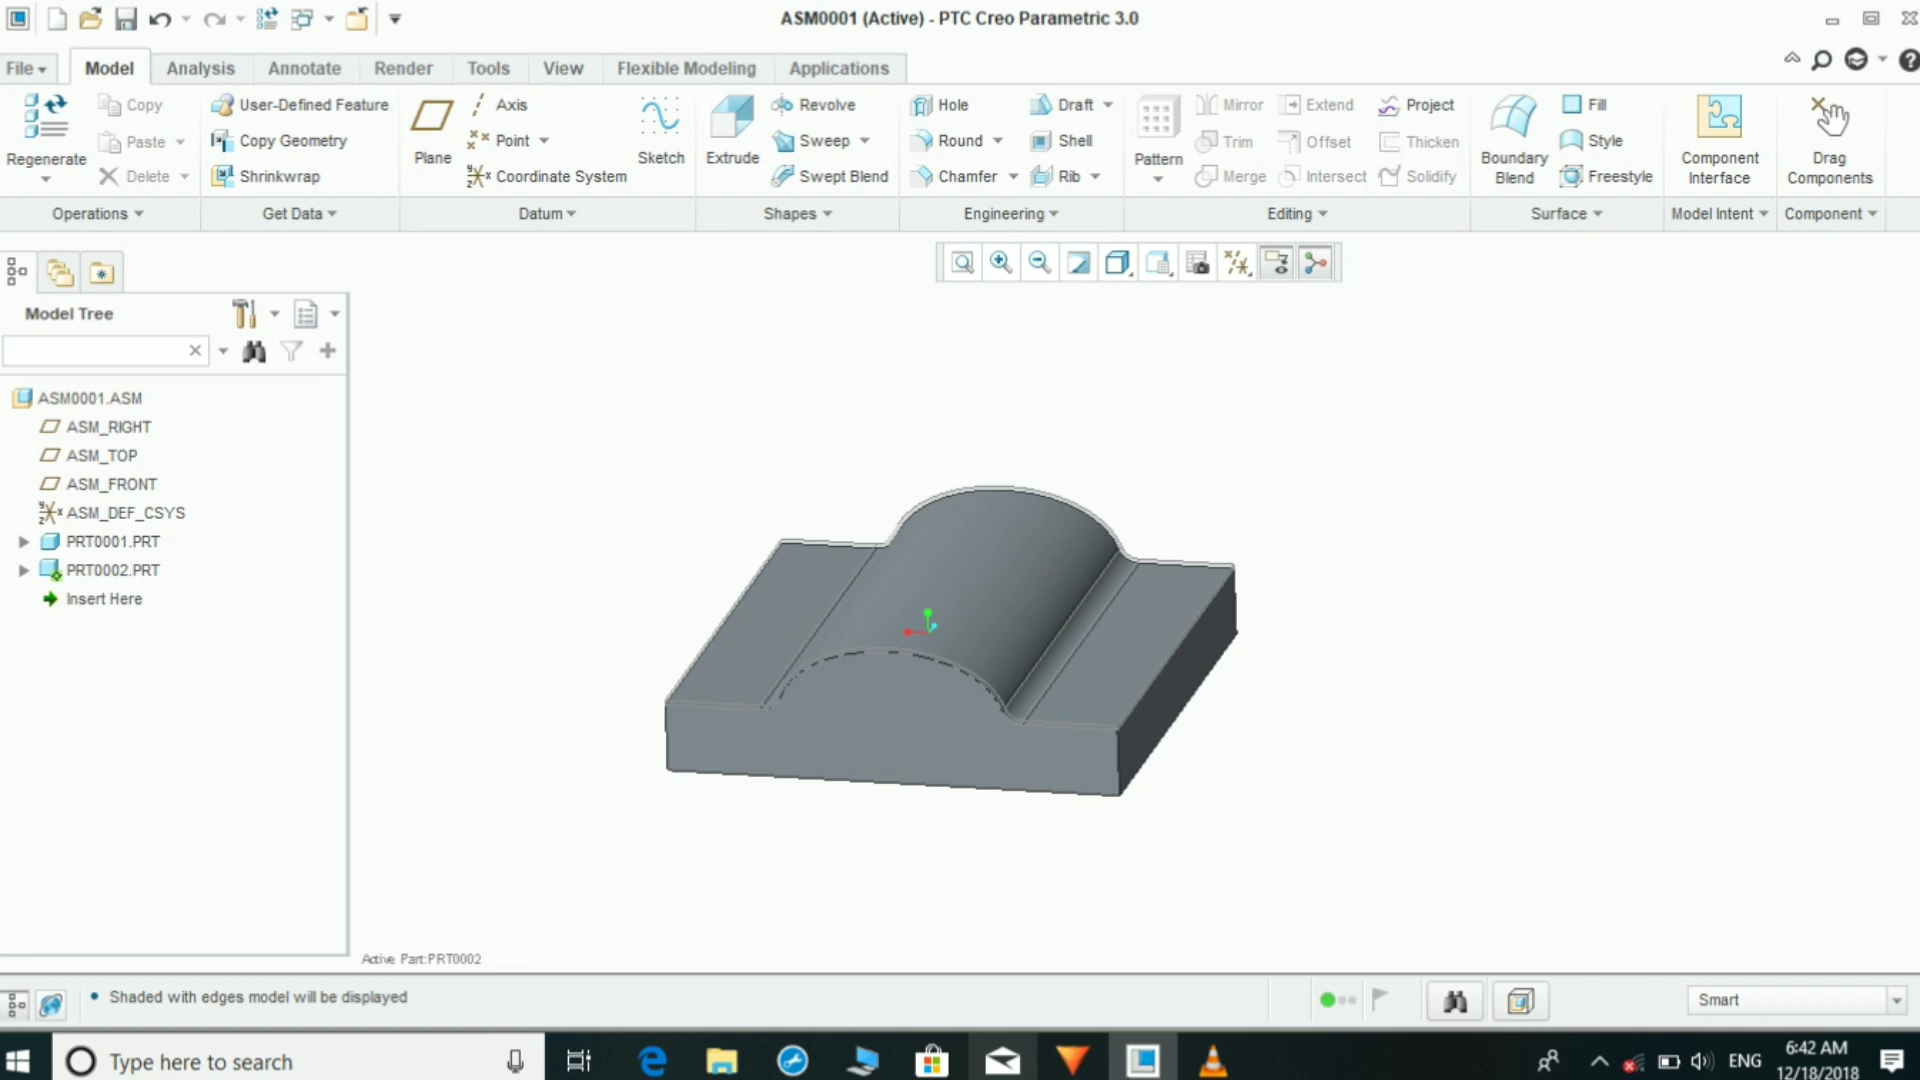 ASM0001 (Active) - PTC Creo Parametric 3.0
File Model Analysis Annotate Render Tools View Flexible Modeling Applications
Regenerate
Copy
Paste
Delete
Operations
User-Defined Feature
Copy Geometry
Shrinkwrap
Get Data
Plane
Axis
Point
Coordinate System
Sketch
Datum
Extrude
Revolve
Sweep
Swept Blend
Shapes
Hole
Round
Chamfer
Draft
Shell
Rib
Engineering
Pattern
Mirror
Trim
Merge
Extend
Offset
Intersect
Project
Thicken
Solidify
Editing
Boundary
Blend
Fill
Style
Freestyle
Surface
Component
Interface
Model Intent
Drag
Components
Component
Model Tree
ASM0001.ASM
ASM_RIGHT
ASM_TOP
ASM_FRONT
ASM_DEF_CSYS
PRT0001.PRT
PRT0002.PRT
Insert Here
Active Part:PRT0002
• Shaded with edges model will be displayed
Smart
Type here to search
ENG
6:42 AM
12/18/2018